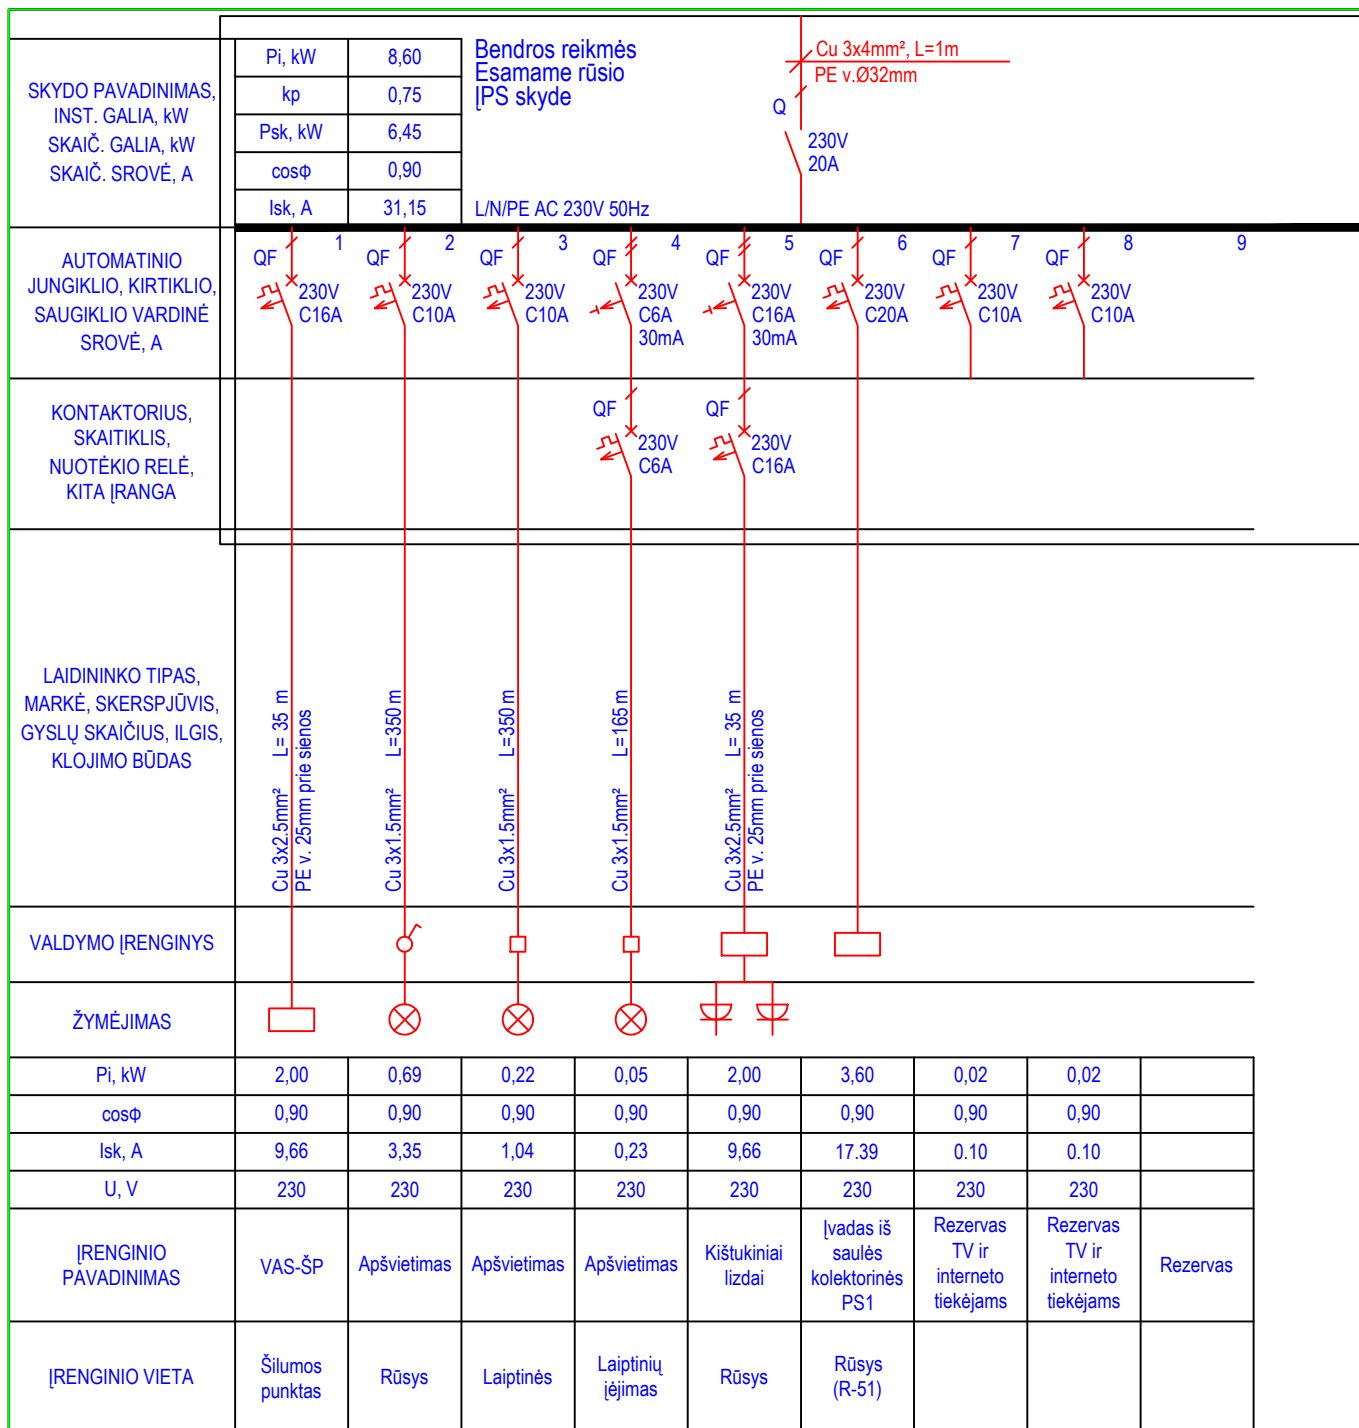 SKYDO PAVADINIMAS,
INST. GALIA, kW
SKAIČ. GALIA, kW
SKAIČ. SROVĖ, A
Pi, kW 8,60
kp 0,75
Psk, kW 6,45
cosΦ 0,90
Isk, A 31,15
Bendros reikmės
Esamame rūsio
ĮPS skyde
L/N/PE AC 230V 50Hz
Cu 3x4mm², L=1m
PE v.Ø32mm
Q
230V
20A
AUTOMATINIO
JUNGIKLIO, KIRTIKLIO,
SAUGIKLIO VARDINĖ
SROVĖ, A
1 2 3 4 5 6 7 8 9
QF QF QF QF QF QF QF QF
230V 230V 230V 230V 230V 230V 230V 230V
C16A C10A C10A C6A C16A C20A C10A C10A
30mA 30mA
KONTAKTORIUS,
SKAITIKLIS,
NUOTĖKIO RELĖ,
KITA ĮRANGA
QF QF
230V 230V
C6A C16A
LAIDININKO TIPAS,
MARKĖ, SKERSPJŪVIS,
GYSLŲ SKAIČIUS, ILGIS,
KLOJIMO BŪDAS
Cu 3x2.5mm² L= 35 m
PE v. 25mm prie sienos
Cu 3x1.5mm² L=350 m
Cu 3x1.5mm² L=350 m
Cu 3x1.5mm² L=165 m
Cu 3x2.5mm² L= 35 m
PE v. 25mm prie sienos
VALDYMO ĮRENGINYS
ŽYMĖJIMAS
Pi, kW 2,00 0,69 0,22 0,05 2,00 3,60 0,02 0,02
cosΦ 0,90 0,90 0,90 0,90 0,90 0,90 0,90 0,90
Isk, A 9,66 3,35 1,04 0,23 9,66 17.39 0.10 0.10
U, V 230 230 230 230 230 230 230 230
ĮRENGINIO
PAVADINIMAS
VAS-ŠP
Apšvietimas
Apšvietimas
Apšvietimas
Kištukiniai
lizdai
Įvadas iš
saulės
kolektorinės
PS1
Rezervas
TV ir
interneto
tiekėjams
Rezervas
TV ir
interneto
tiekėjams
Rezervas
ĮRENGINIO VIETA
Šilumos
punktas
Rūsys
Laiptinės
Laiptinių
įėjimas
Rūsys
Rūsys
(R-51)